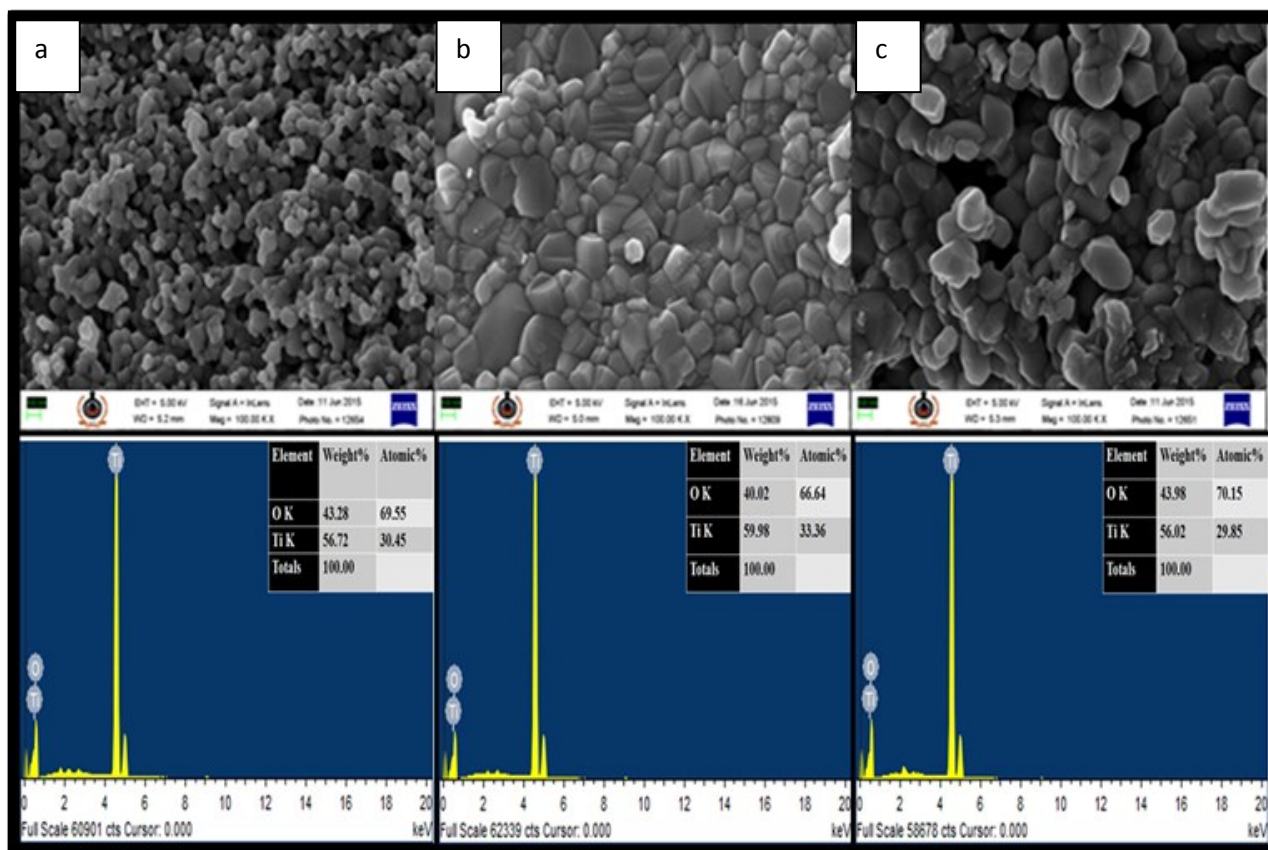 a
b
c
EHT = 5.00 kV Signal A = InLens Date :11 Jun 2015
WD = 5.2 mm Mag = 100.00 K X Photo No. = 12654
ZEISS
EHT = 5.00 kV Signal A = InLens Date :16 Jun 2015
WD = 5.0 mm Mag = 100.00 K X Photo No. = 12809
ZEISS
EHT = 5.00 kV Signal A = InLens Date :11 Jun 2015
WD = 5.3 mm Mag = 100.00 K X Photo No. = 12651
ZEISS
Ti
O
Ti
Element Weight% Atomic%
O K 43.28 69.55
Ti K 56.72 30.45
Totals 100.00
0 2 4 6 8 10 12 14 16 18 20
Full Scale 60901 cts Cursor: 0.000 keV
Ti
O
Ti
Element Weight% Atomic%
O K 40.02 66.64
Ti K 59.98 33.36
Totals 100.00
0 2 4 6 8 10 12 14 16 18 20
Full Scale 62339 cts Cursor: 0.000 keV
Ti
O
Ti
Element Weight% Atomic%
O K 43.98 70.15
Ti K 56.02 29.85
Totals 100.00
0 2 4 6 8 10 12 14 16 18 20
Full Scale 58678 cts Cursor: 0.000 keV